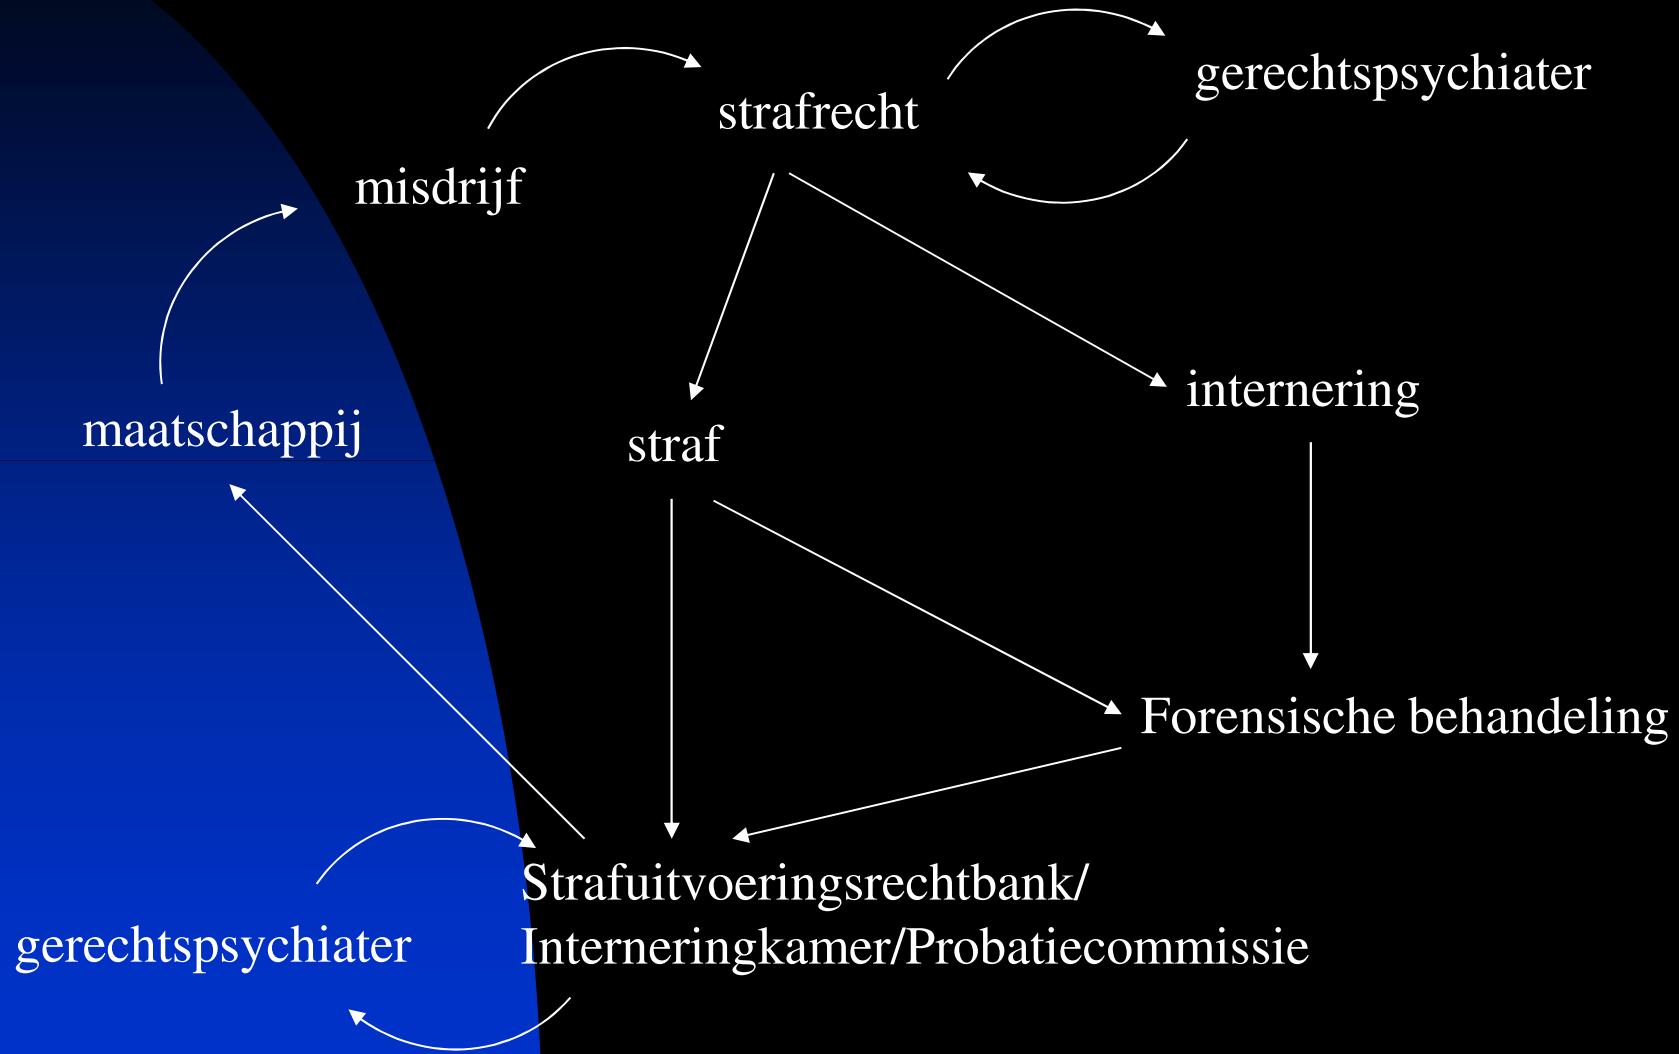 gerechtspsychiater
strafrecht
misdrijf
internering
maatschappij
straf
Forensische behandeling
Strafuitvoeringsrechtbank/
gerechtspsychiater
Interneringkamer/Probatiecommissie